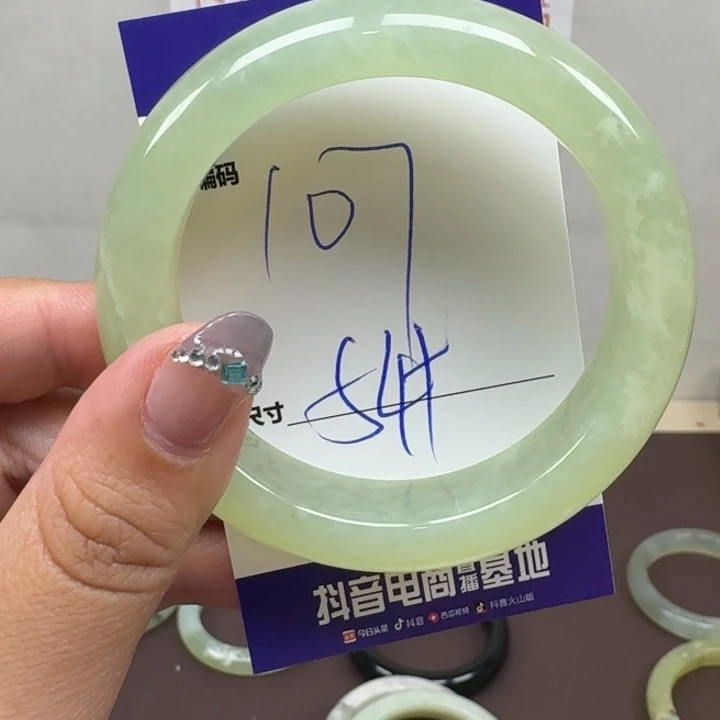 编码 107
尺寸 54
抖音电商直播基地
今日头条 抖音 西瓜视频 抖音火山版